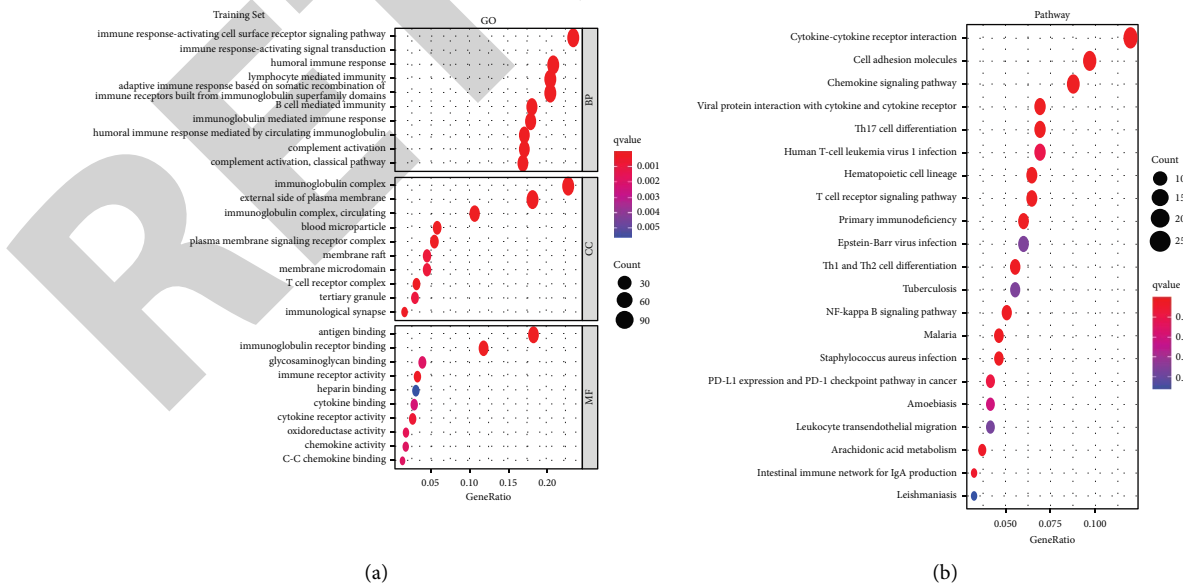 Training Set
GO
immune response-activating cell surface receptor signaling pathway
immune response-activating signal transduction
humoral immune response
lymphocyte mediated immunity
adaptive immune response based on somatic recombination of
immune receptors built from immunoglobulin superfamily domains
B cell mediated immunity
immunoglobulin mediated immune response
humoral immune response mediated by circulating immunoglobulin
complement activation
complement activation, classical pathway
BP
immunoglobulin complex
external side of plasma membrane
immunoglobulin complex, circulating
blood microparticle
plasma membrane signaling receptor complex
membrane raft
membrane microdomain
T cell receptor complex
tertiary granule
immunological synapse
CC
antigen binding
immunoglobulin receptor binding
glycosaminoglycan binding
immune receptor activity
heparin binding
cytokine binding
cytokine receptor activity
oxidoreductase activity
chemokine activity
C-C chemokine binding
MF
0.05 0.10 0.15 0.20
GeneRatio
qvalue
0.001
0.002
0.003
0.004
0.005
Count
30
60
90
(a)
Pathway
Cytokine-cytokine receptor interaction
Cell adhesion molecules
Chemokine signaling pathway
Viral protein interaction with cytokine and cytokine receptor
Th17 cell differentiation
Human T-cell leukemia virus 1 infection
Hematopoietic cell lineage
T cell receptor signaling pathway
Primary immunodeficiency
Epstein-Barr virus infection
Th1 and Th2 cell differentiation
Tuberculosis
NF-kappa B signaling pathway
Malaria
Staphylococcus aureus infection
PD-L1 expression and PD-1 checkpoint pathway in cancer
Amoebiasis
Leukocyte transendothelial migration
Arachidonic acid metabolism
Intestinal immune network for IgA production
Leishmaniasis
0.050 0.075 0.100
GeneRatio
Count
10
15
20
25
qvalue
0.
0.
0.
0.
(b)
RET